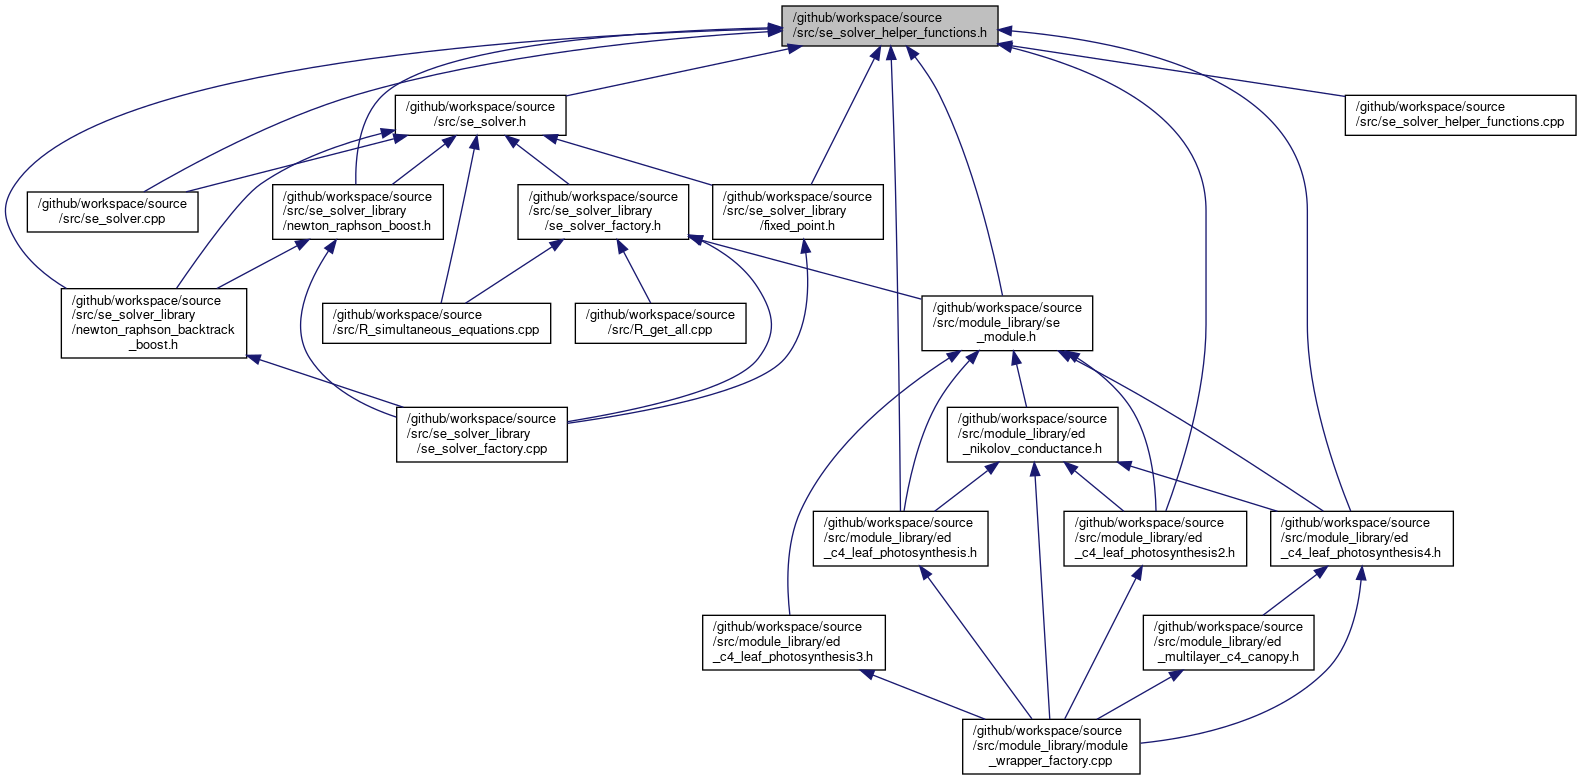 /github/workspace/source
/src/se_solver_helper_functions.h
/github/workspace/source
/src/se_solver.h
/github/workspace/source
/src/se_solver_helper_functions.cpp
/github/workspace/source
/src/se_solver.cpp
/github/workspace/source
/src/se_solver_library
/newton_raphson_boost.h
/github/workspace/source
/src/se_solver_library
/se_solver_factory.h
/github/workspace/source
/src/se_solver_library
/fixed_point.h
/github/workspace/source
/src/se_solver_library
/newton_raphson_backtrack
_boost.h
/github/workspace/source
/src/R_simultaneous_equations.cpp
/github/workspace/source
/src/R_get_all.cpp
/github/workspace/source
/src/module_library/se
_module.h
/github/workspace/source
/src/se_solver_library
/se_solver_factory.cpp
/github/workspace/source
/src/module_library/ed
_nikolov_conductance.h
/github/workspace/source
/src/module_library/ed
_c4_leaf_photosynthesis.h
/github/workspace/source
/src/module_library/ed
_c4_leaf_photosynthesis2.h
/github/workspace/source
/src/module_library/ed
_c4_leaf_photosynthesis4.h
/github/workspace/source
/src/module_library/ed
_c4_leaf_photosynthesis3.h
/github/workspace/source
/src/module_library/ed
_multilayer_c4_canopy.h
/github/workspace/source
/src/module_library/module
_wrapper_factory.cpp